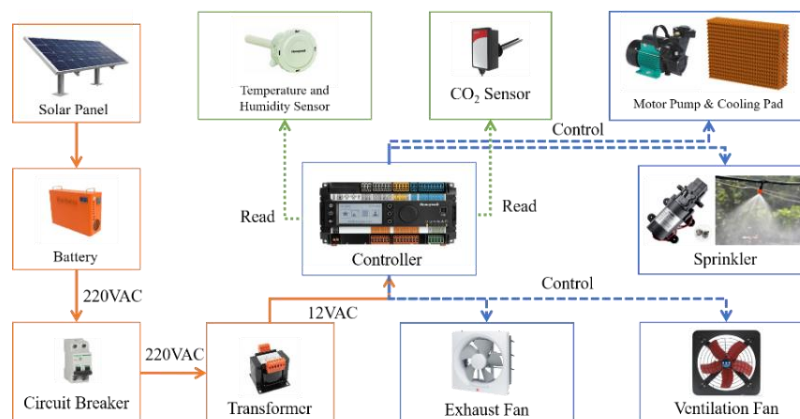 Solar Panel
Temperature and
Humidity Sensor
CO₂ Sensor
Motor Pump & Cooling Pad
Control
Read
Read
Honeywell
Controller
Battery
Sprinkler
220VAC
12VAC
Control
220VAC
Circuit Breaker
Transformer
Exhaust Fan
Ventilation Fan